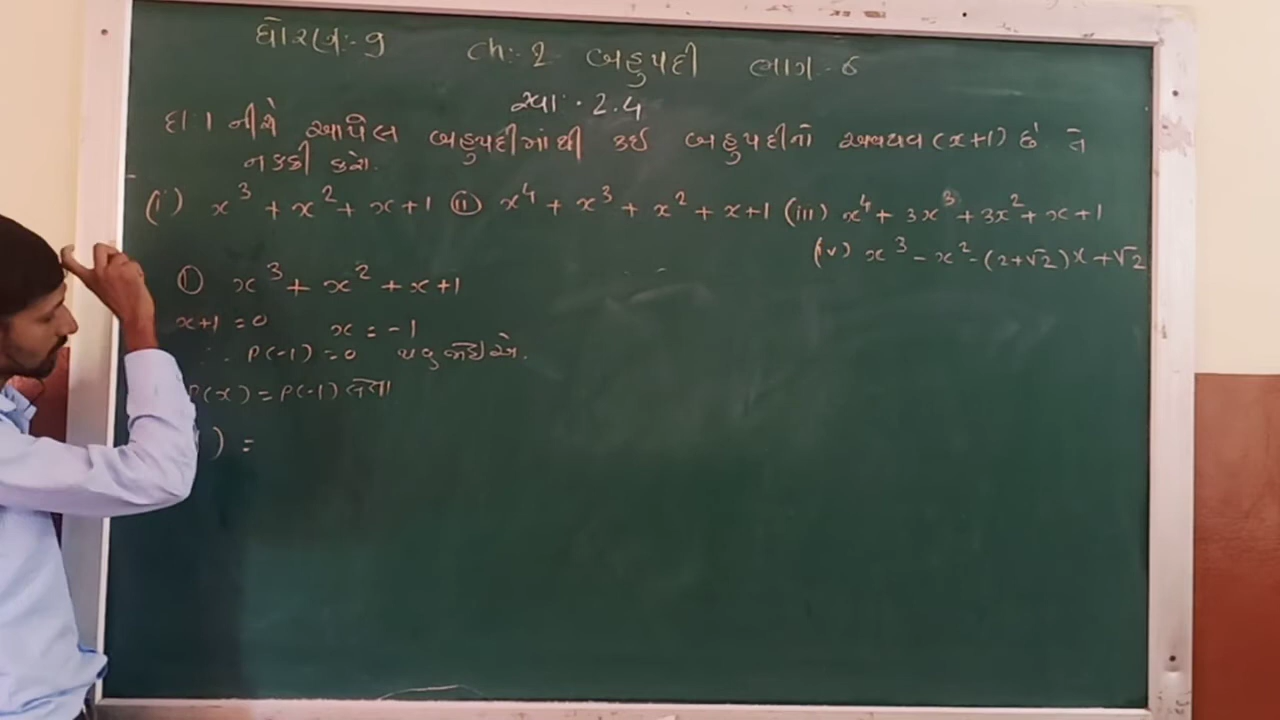 ધોરણ:- 9 Ch:- 2 બહુપદી ભાગ - 6
સ્વા. 2.4
દા 1 નીચે આપેલ બહુપદીમાંથી કઈ બહુપદીનો અવયવ (x+1) છે તે
નક્કી કરો.
(i) x³ + x² + x + 1 (ii) x⁴ + x³ + x² + x + 1 (iii) x⁴ + 3x³ + 3x² + x + 1
(iv) x³ - x² - (2+√2)x + √2
① x³ + x² + x + 1
x+1 = 0 x = -1
∴ P(-1) = 0 થવુ જોઈએ.
P(x) = P(-1) લેતા
) =